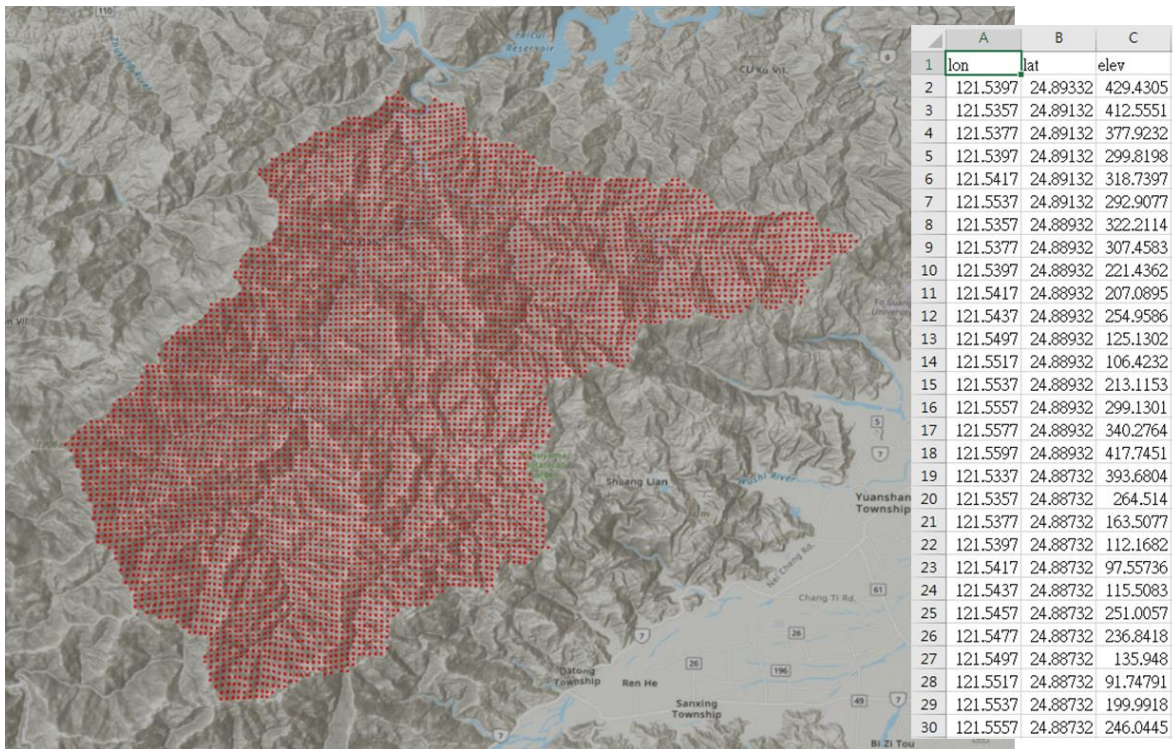 110
Feicui
Reservoir
CU Ku Vil.
8
5
7
Shuang Lian
Wushi River
Yuanshan
Township
Nei Cheng Rd.
Chang Ti Rd.
61
7
26
26
196
Datong
Township
Ren He
Sanxing
Township
49
7
7
Bi Zi Tou
A B C
1 lon lat elev
2 121.5397 24.89332 429.4305
3 121.5357 24.89132 412.5551
4 121.5377 24.89132 377.9232
5 121.5397 24.89132 299.8198
6 121.5417 24.89132 318.7397
7 121.5537 24.89132 292.9077
8 121.5357 24.88932 322.2114
9 121.5377 24.88932 307.4583
10 121.5397 24.88932 221.4362
11 121.5417 24.88932 207.0895
12 121.5437 24.88932 254.9586
13 121.5497 24.88932 125.1302
14 121.5517 24.88932 106.4232
15 121.5537 24.88932 213.1153
16 121.5557 24.88932 299.1301
17 121.5577 24.88932 340.2764
18 121.5597 24.88932 417.7451
19 121.5337 24.88732 393.6804
20 121.5357 24.88732 264.514
21 121.5377 24.88732 163.5077
22 121.5397 24.88732 112.1682
23 121.5417 24.88732 97.55736
24 121.5437 24.88732 115.5083
25 121.5457 24.88732 251.0057
26 121.5477 24.88732 236.8418
27 121.5497 24.88732 135.948
28 121.5517 24.88732 91.74791
29 121.5537 24.88732 199.9918
30 121.5557 24.88732 246.0445